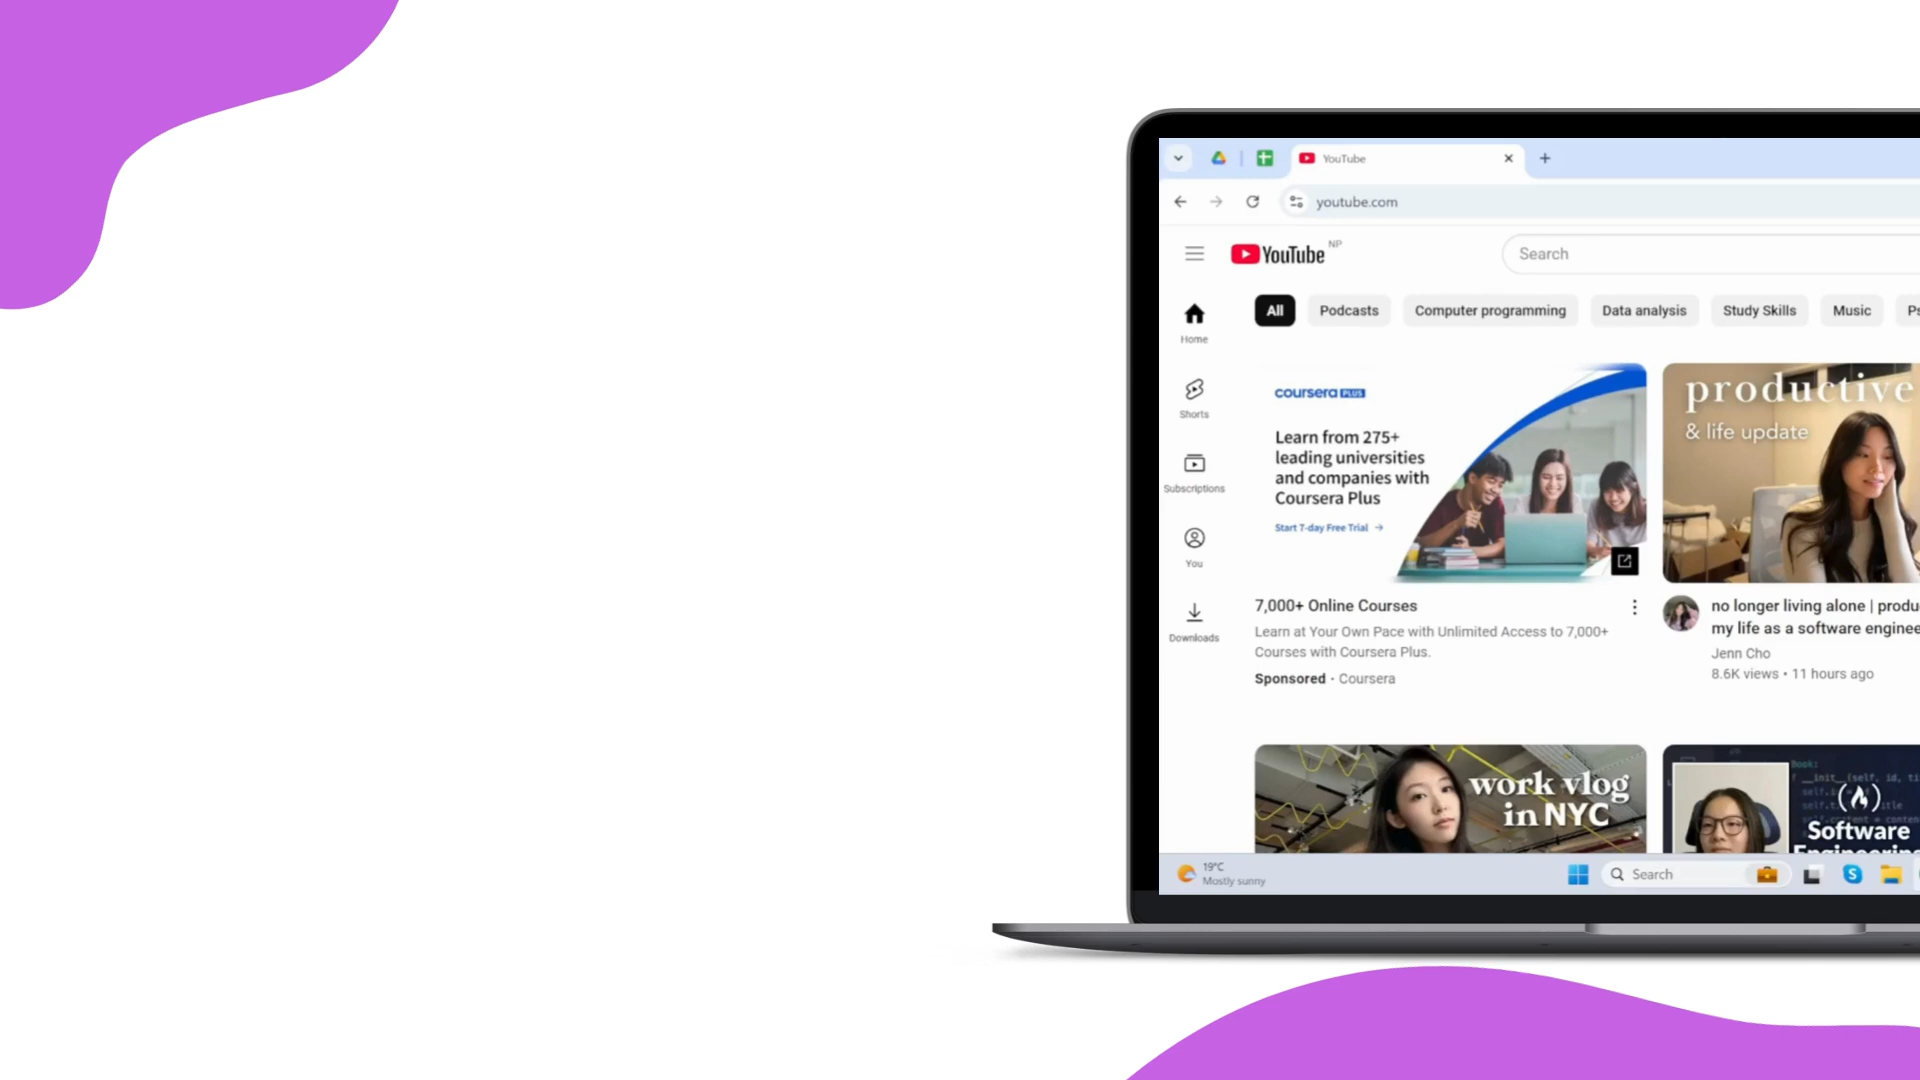 YouTube
youtube.com
YouTube NP
Search
All
Podcasts
Computer programming
Data analysis
Study Skills
Music
Home
Shorts
Subscriptions
You
Downloads
coursera PLUS
Learn from 275+
leading universities
and companies with
Coursera Plus
Start 7-day Free Trial →
7,000+ Online Courses
Learn at Your Own Pace with Unlimited Access to 7,000+
Courses with Coursera Plus.
Sponsored · Coursera
productive
& life update
no longer living alone |
my life as a software
Jenn Cho
8.6K views • 11 hours ago
work vlog
in NYC
Book:
Software
Engineering
19°C
Mostly sunny
Search